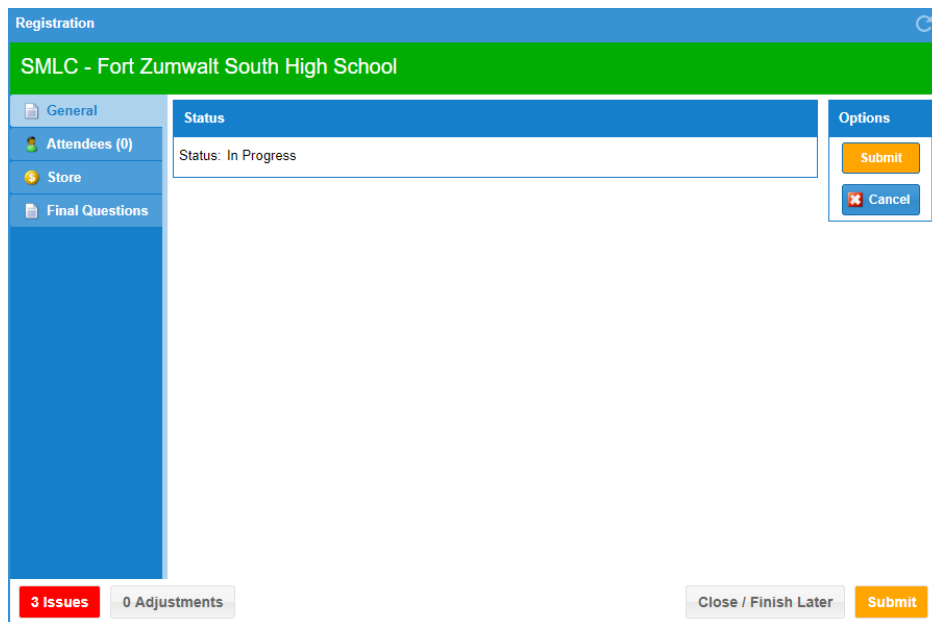 Registration
SMLC - Fort Zumwalt South High School
General
Attendees (0)
Store
Final Questions
Status
Status: In Progress
Options
Submit
Cancel
3 Issues
0 Adjustments
Close / Finish Later
Submit